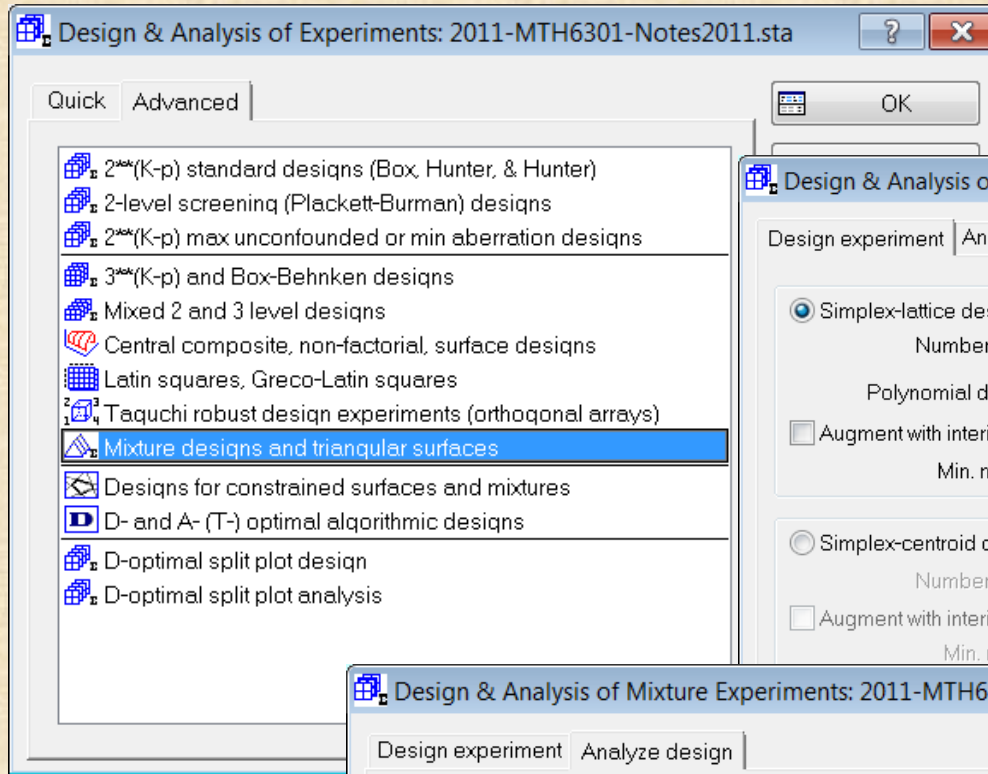 Design & Analysis of Experiments: 2011-MTH6301-Notes2011.sta
Quick
Advanced
OK
2**(K-p) standard designs (Box, Hunter, & Hunter)
2-level screening (Plackett-Burman) designs
2**(K-p) max unconfounded or min aberration designs
3**(K-p) and Box-Behnken designs
Mixed 2 and 3 level designs
Central composite, non-factorial, surface designs
Latin squares, Greco-Latin squares
Taguchi robust design experiments (orthogonal arrays)
Mixture designs and triangular surfaces
Designs for constrained surfaces and mixtures
D- and A- (T-) optimal algorithmic designs
D-optimal split plot design
D-optimal split plot analysis
Design & Analysis o
Design experiment
An
Simplex-lattice des
Number
Polynomial d
Augment with interi
Min. n
Simplex-centroid d
Number
Augment with interi
Min. n
Design & Analysis of Mixture Experiments: 2011-MTH6
Design experiment
Analyze design